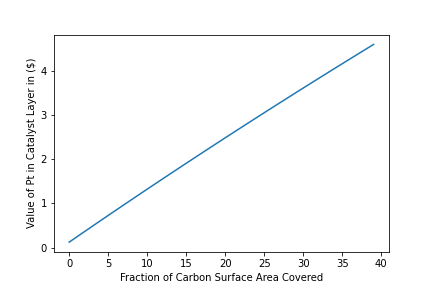 Value of Pt in Catalyst Layer in ($)
4
3
2
1
0
0 5 10 15 20 25 30 35 40
Fraction of Carbon Surface Area Covered